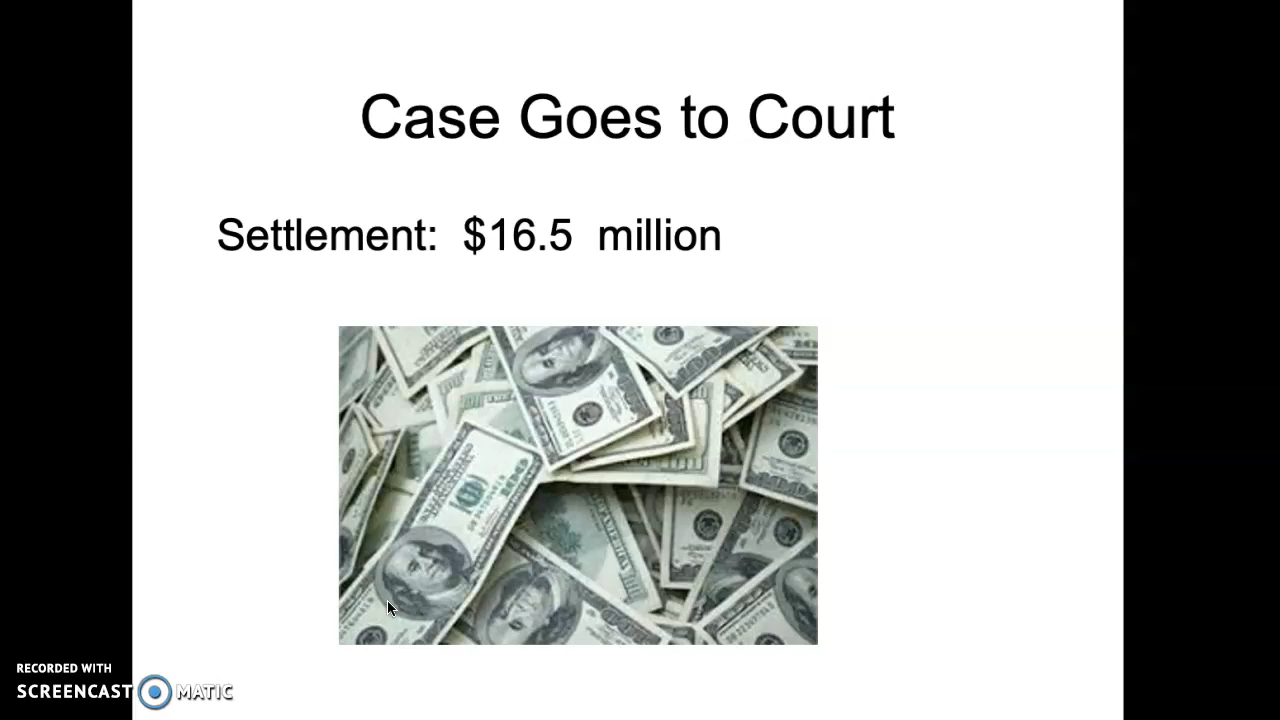 Case Goes to Court
Settlement: $16.5 million
RECORDED WITH
SCREENCAST MATIC